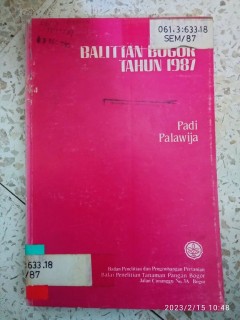 061.3:633.18
SEM/87
BALITTAN BOGOR
TAHUN 1987
Padi
Palawija
:633.18
/87
Badan Penelitian dan Pengembangan Pertanian
Balai Penelitian Tanaman Pangan Bogor
Jalan Cimanggu No. 3A Bogor
2023/2/15 10:48